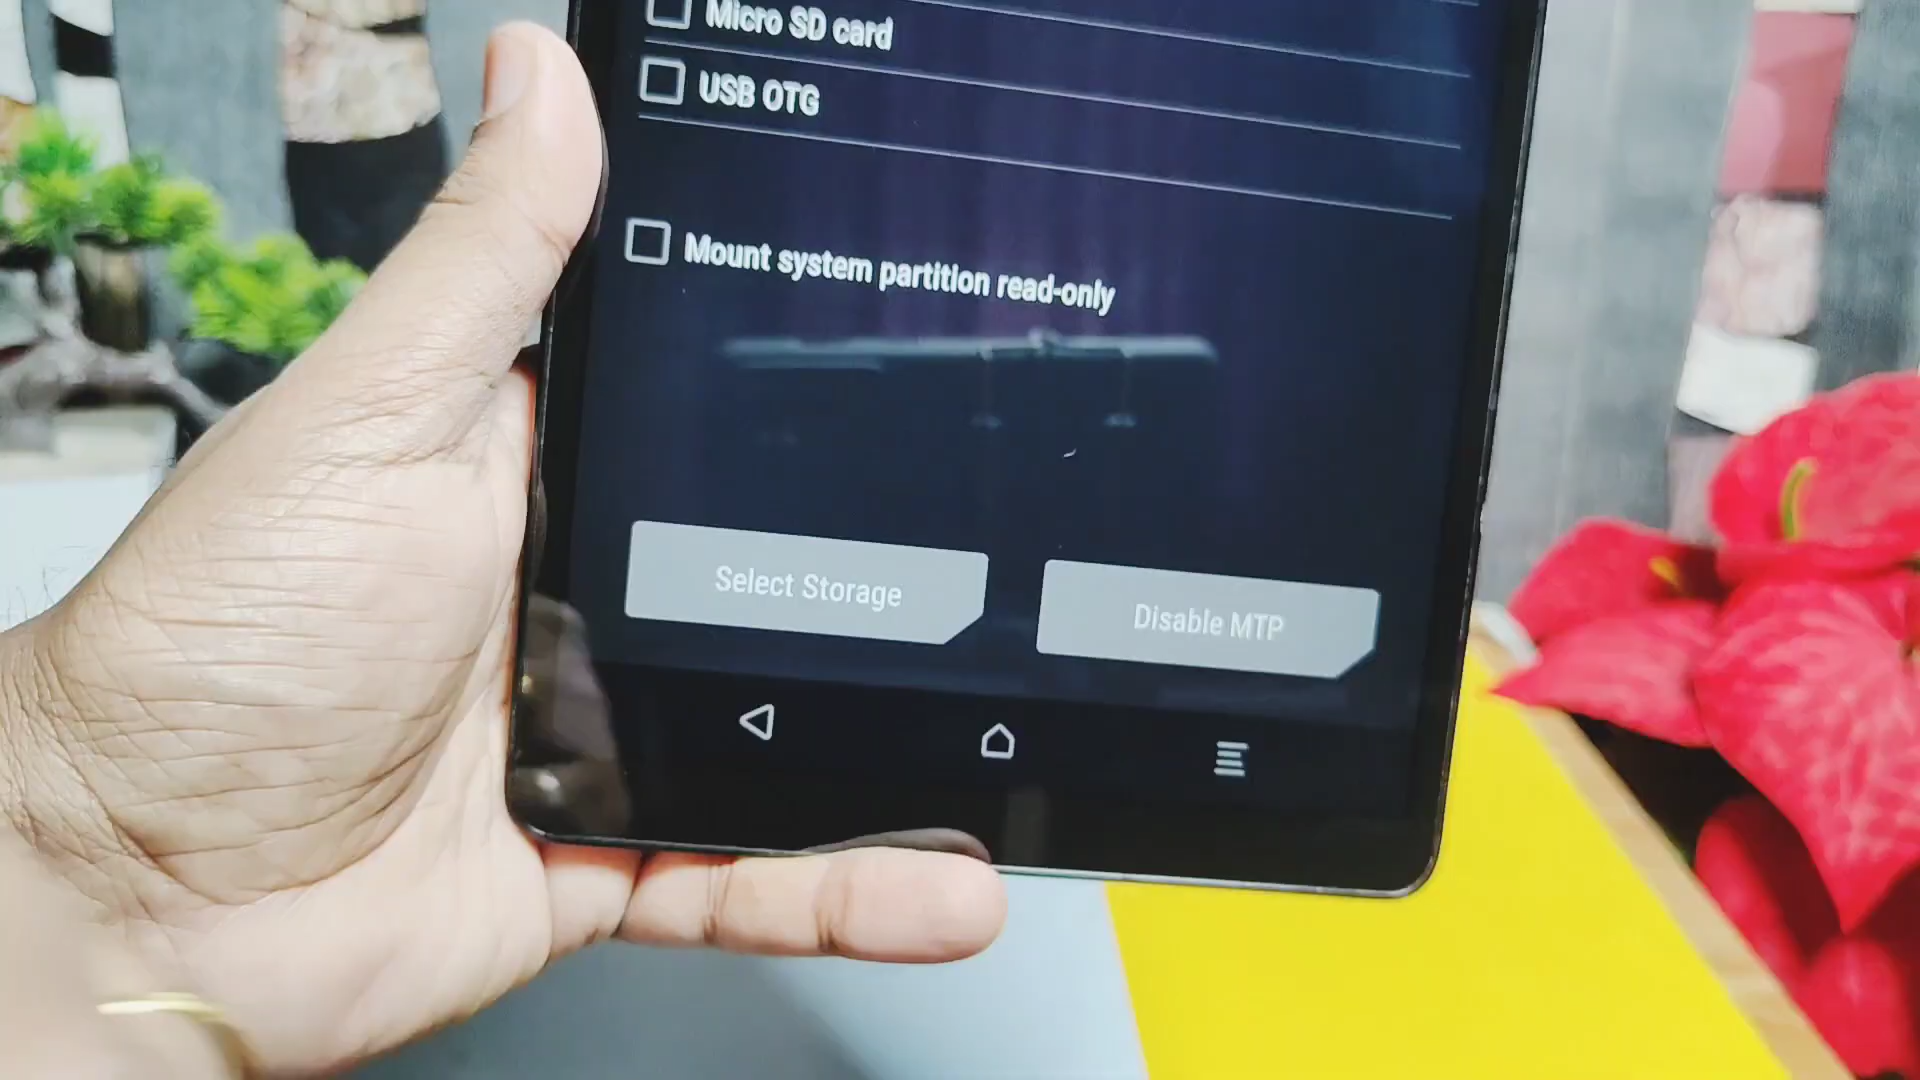 Micro SD card
USB OTG
Mount system partition read-only
Select Storage
Disable MTP